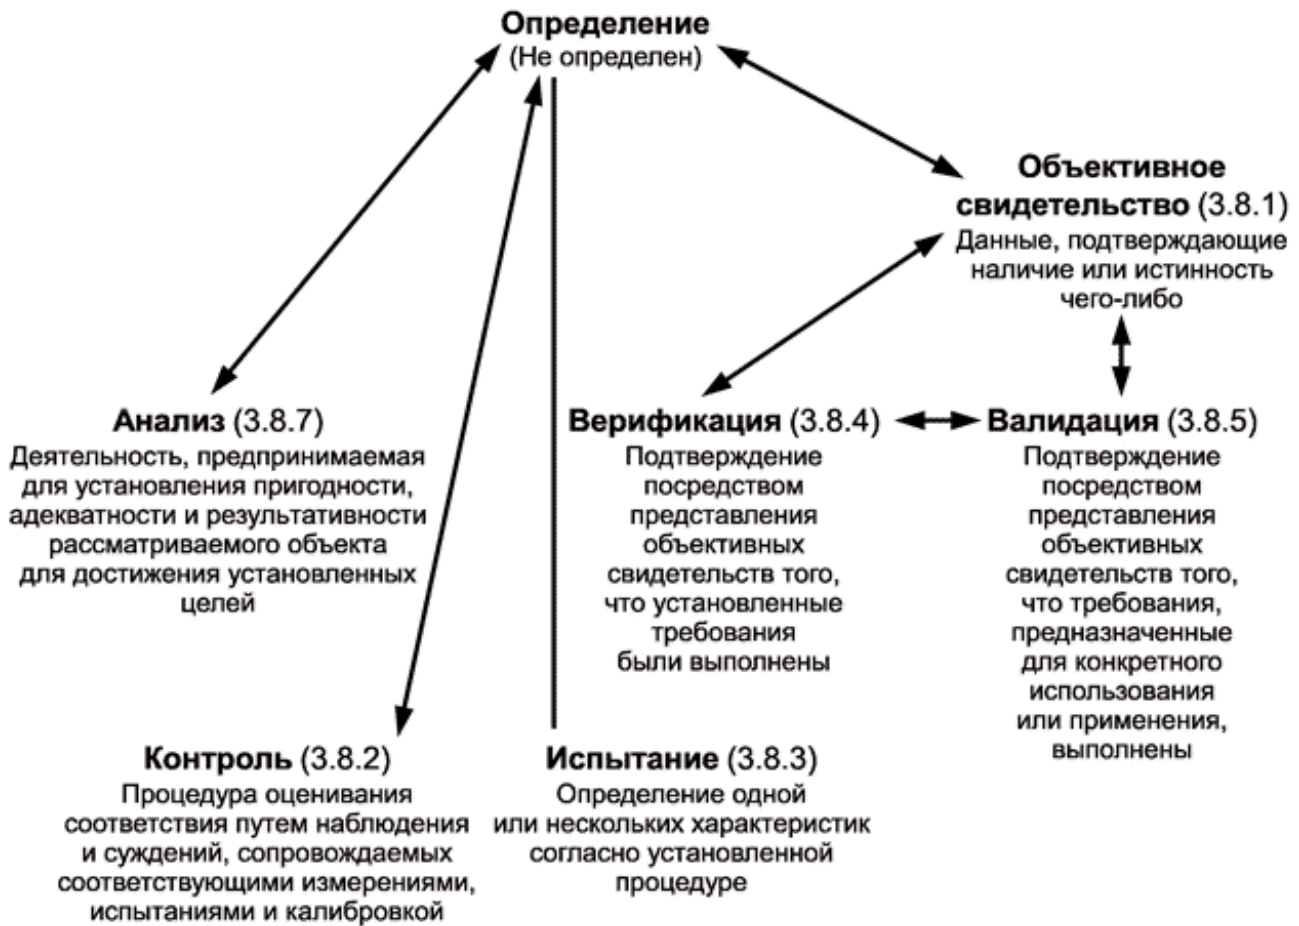 Определение
(Не определен)
Объективное
свидетельство (3.8.1)
Данные, подтверждающие
наличие или истинность
чего-либо
Анализ (3.8.7)
Деятельность, предпринимаемая
для установления пригодности,
адекватности и результативности
рассматриваемого объекта
для достижения установленных
целей
Верификация (3.8.4)
Подтверждение
посредством
представления
объективных
свидетельств того,
что установленные
требования
были выполнены
Валидация (3.8.5)
Подтверждение
посредством
представления
объективных
свидетельств того,
что требования,
предназначенные
для конкретного
использования
или применения,
выполнены
Контроль (3.8.2)
Процедура оценивания
соответствия путем наблюдения
и суждений, сопровождаемых
соответствующими измерениями,
испытаниями и калибровкой
Испытание (3.8.3)
Определение одной
или нескольких характеристик
согласно установленной
процедуре